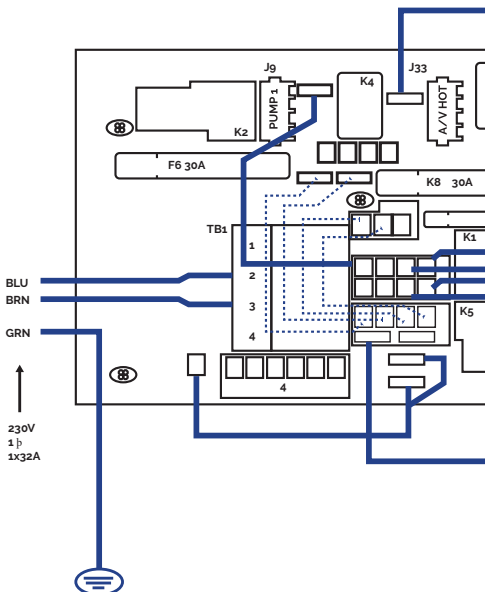 J9
J33
K4
PUMP 1
A/V HOT
K2
F6 30A
K8 30A
TB1
1
K1
2
BLU
BRN
3
K5
GRN
4
4
230V
1 þ
1x32A